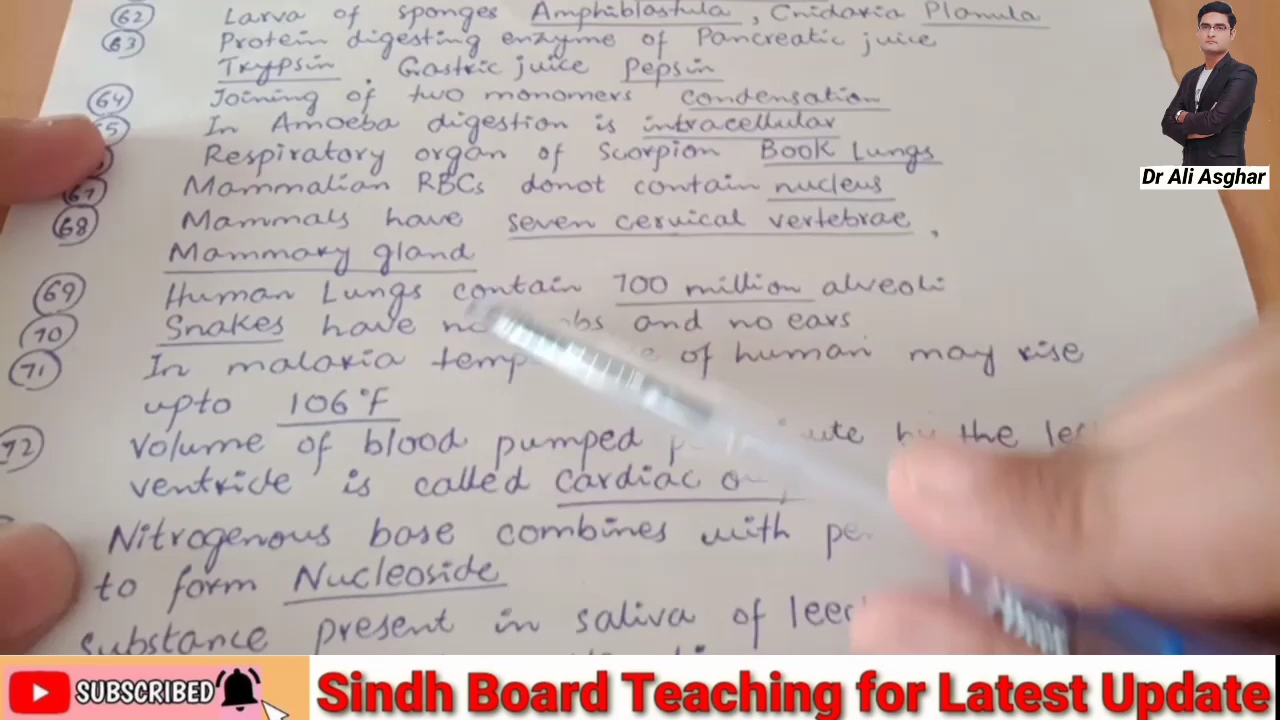 62 Larva of sponges Amphiblastula, Cnidaria Planula
63 Protein digesting enzyme of Pancreatic juice
Trypsin Gastric juice Pepsin
64 Joining of two monomers condensation
65 In Amoeba digestion is intracellular
Respiratory organ of Scorpion Book Lungs
67 Mammalian RBCs donot contain nucleus
68 Mammals have seven cervical vertebrae,
Mammary gland
69 Human Lungs contain 700 million alveoli
70 Snakes have and no ears
71 In malaria of human may rise
upto 106°F
72 Volume of blood pumped by the
ventricle is called cardiac
Nitrogenous base combines with
to form Nucleoside
substance present in saliva of
Dr Ali Asghar
SUBSCRIBED
Sindh Board Teaching for Latest Update